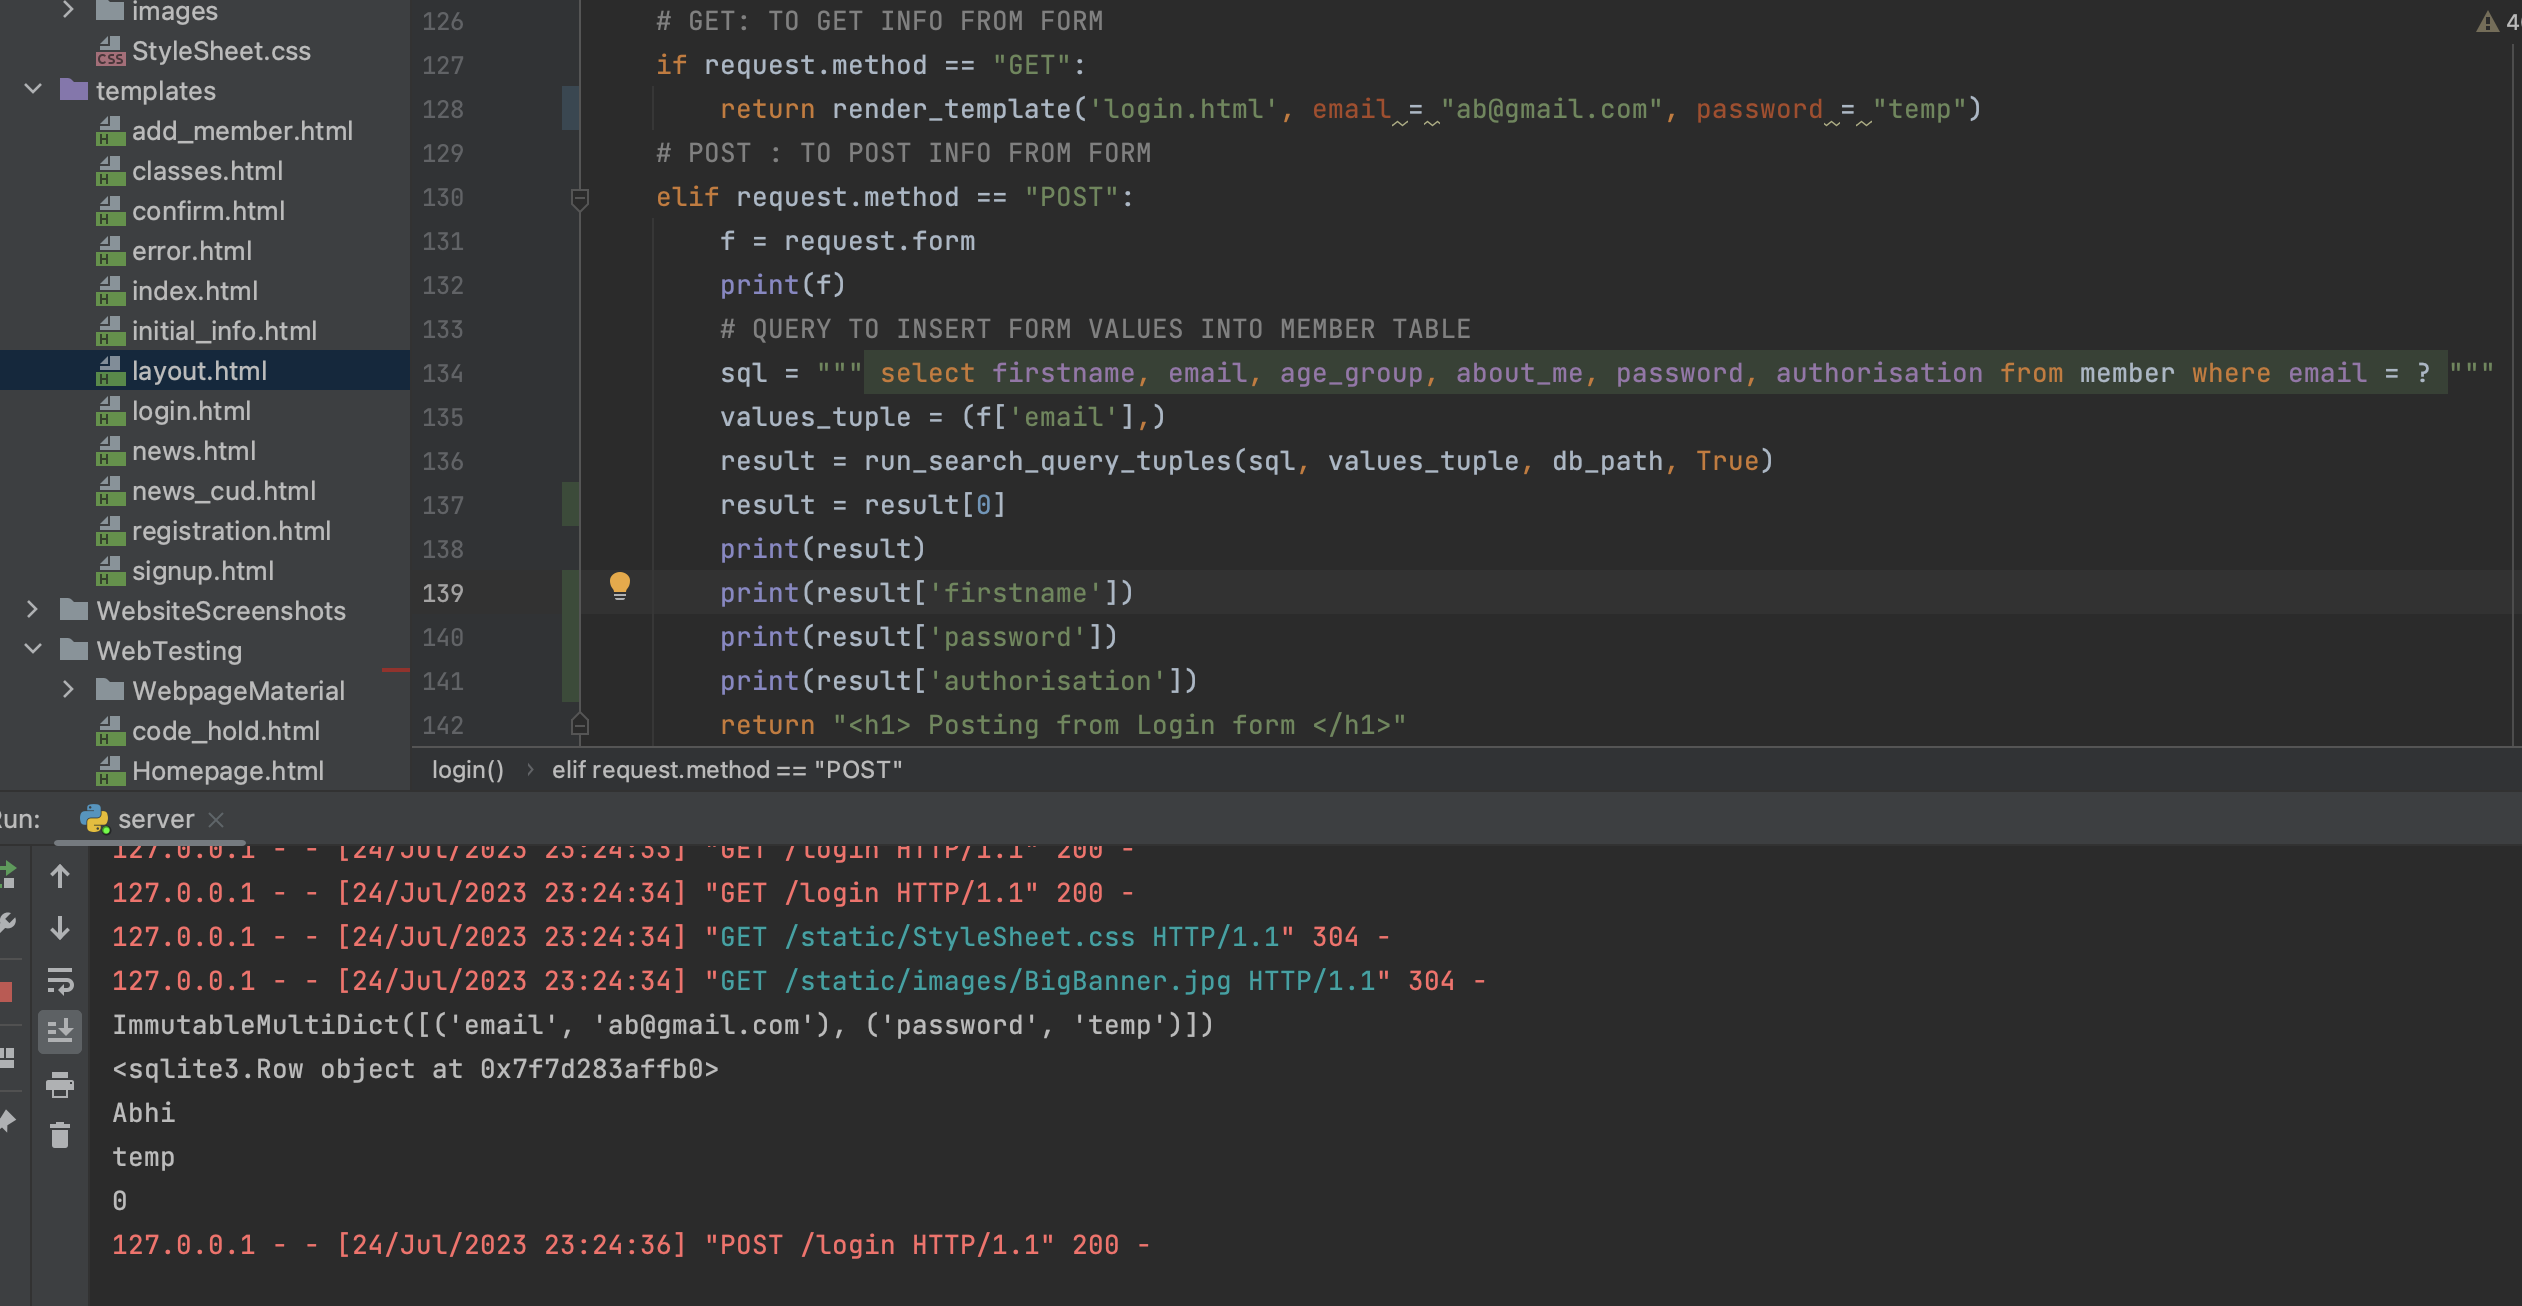 images
StyleSheet.css
templates
add_member.html
classes.html
confirm.html
error.html
index.html
initial_info.html
layout.html
login.html
news.html
news_cud.html
registration.html
signup.html
WebsiteScreenshots
WebTesting
WebpageMaterial
code_hold.html
Homepage.html
126 # GET: TO GET INFO FROM FORM
127 if request.method == "GET":
128 return render_template('login.html', email = "ab@gmail.com", password = "temp")
129 # POST : TO POST INFO FROM FORM
130 elif request.method == "POST":
131 f = request.form
132 print(f)
133 # QUERY TO INSERT FORM VALUES INTO MEMBER TABLE
134 sql = """ select firstname, email, age_group, about_me, password, authorisation from member where email = ? """
135 values_tuple = (f['email'],)
136 result = run_search_query_tuples(sql, values_tuple, db_path, True)
137 result = result[0]
138 print(result)
139 print(result['firstname'])
140 print(result['password'])
141 print(result['authorisation'])
142 return "<h1> Posting from Login form </h1>"
login() › elif request.method == "POST"
un: server
127.0.0.1 - - [24/Jul/2023 23:24:33] "GET /login HTTP/1.1" 200 -
127.0.0.1 - - [24/Jul/2023 23:24:34] "GET /login HTTP/1.1" 200 -
127.0.0.1 - - [24/Jul/2023 23:24:34] "GET /static/StyleSheet.css HTTP/1.1" 304 -
127.0.0.1 - - [24/Jul/2023 23:24:34] "GET /static/images/BigBanner.jpg HTTP/1.1" 304 -
ImmutableMultiDict([('email', 'ab@gmail.com'), ('password', 'temp')])
<sqlite3.Row object at 0x7f7d283affb0>
Abhi
temp
0
127.0.0.1 - - [24/Jul/2023 23:24:36] "POST /login HTTP/1.1" 200 -